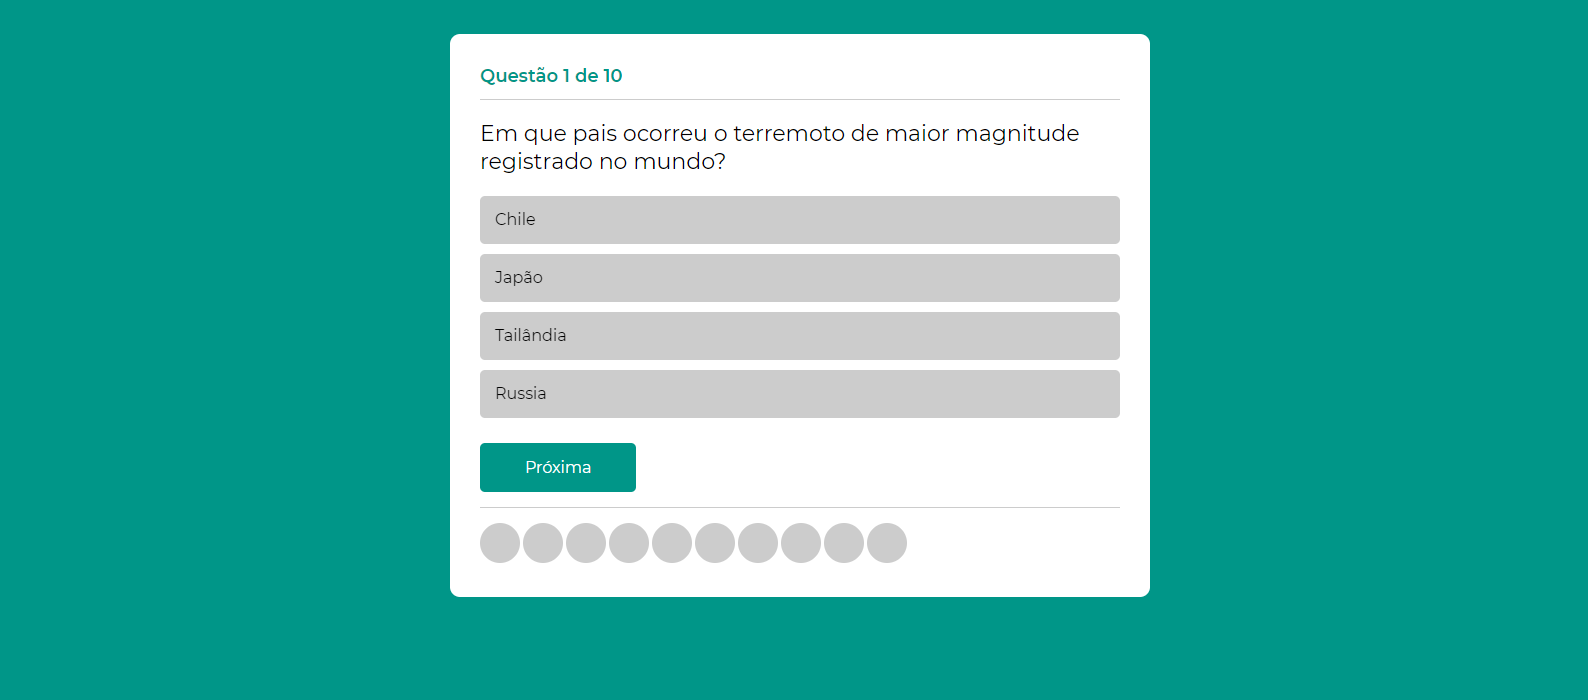 Questão 1 de 10
Em que pais ocorreu o terremoto de maior magnitude
registrado no mundo?
Chile
Japão
Tailândia
Russia
Próxima